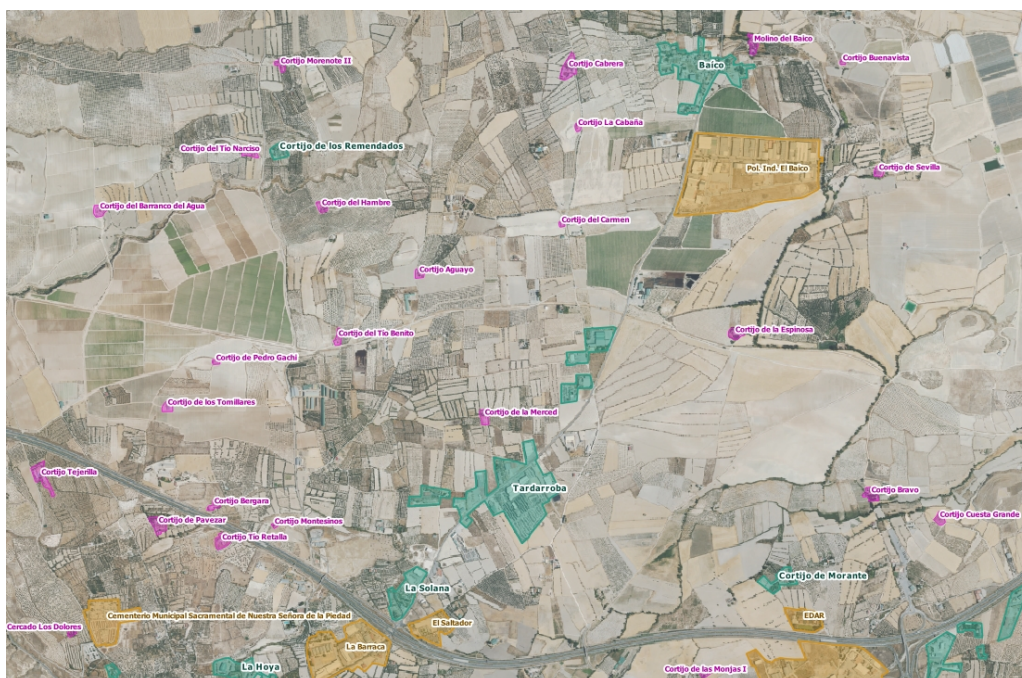 Molino del Baico
Cortijo Morenote II
Cortijo Cabrera
Baico
Cortijo Buenavista
Cortijo La Cabaña
Cortijo del Tío Narciso
Cortijo de los Remendados
Pol. Ind. El Baico
Cortijo de Sevilla
Cortijo del Barranco del Agua
Cortijo del Hambre
Cortijo del Carmen
Cortijo Aguayo
Cortijo del Tío Benito
Cortijo de la Espinosa
Cortijo de Pedro Gachi
Cortijo de los Tomillares
Cortijo de la Merced
Cortijo Tejerilla
Tardarroba
Cortijo Bravo
Cortijo Bergara
Cortijo de Pavezar
Cortijo Montesinos
Cortijo Cuesta Grande
Cortijo Tío Retalla
Cortijo de Morante
La Solana
Cementerio Municipal Sacramental de Nuestra Señora de la Piedad
EDAR
Cercado Los Dolores
El Saltador
La Barraca
La Hoya
Cortijo de las Monjas I